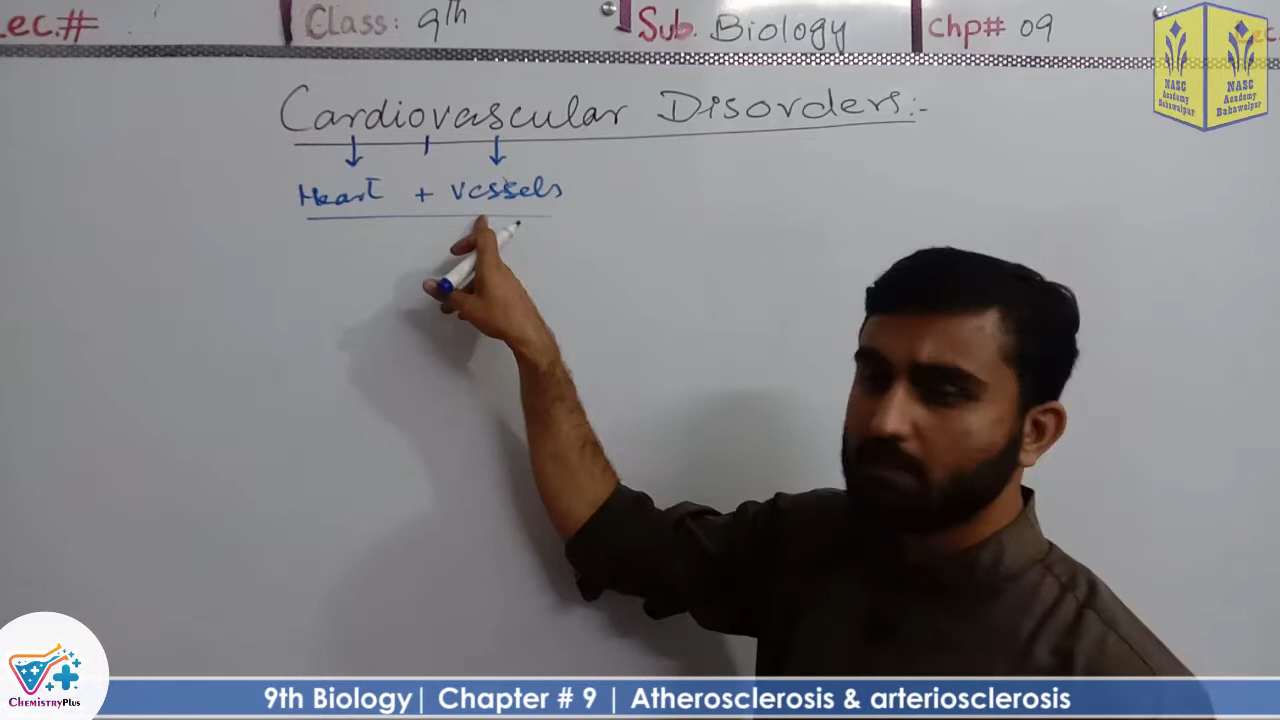 Lec.# Class: 9th Sub. Biology Chp# 09
NASC Academy Bahawalpur
NASC Academy Bahawalpur
Cardiovascular Disorders:-
Heart + Vessels
9th Biology| Chapter # 9 | Atherosclerosis & arteriosclerosis
ChemistryPlus